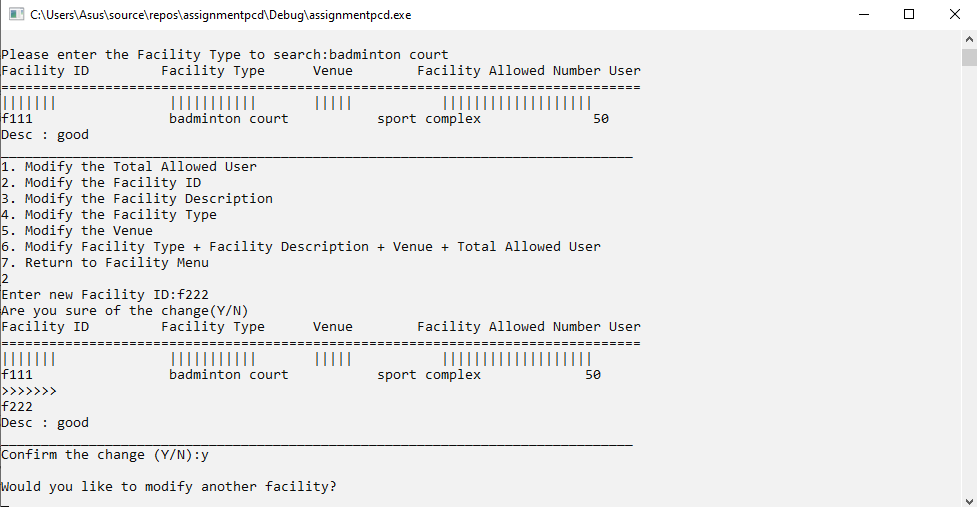 C:\Users\Asus\source\repos\assignmentpcd\Debug\assignmentpcd.exe
Please enter the Facility Type to search:badminton court
Facility ID         Facility Type      Venue        Facility Allowed Number User
================================================================================
|||||||              |||||||||||       |||||           |||||||||||||||||||
f111                 badminton court           sport complex              50
Desc : good
_______________________________________________________________________________
1. Modify the Total Allowed User
2. Modify the Facility ID
3. Modify the Facility Description
4. Modify the Facility Type
5. Modify the Venue
6. Modify Facility Type + Facility Description + Venue + Total Allowed User
7. Return to Facility Menu
2
Enter new Facility ID:f222
Are you sure of the change(Y/N)
Facility ID         Facility Type      Venue        Facility Allowed Number User
================================================================================
|||||||              |||||||||||       |||||           |||||||||||||||||||
f111                 badminton court           sport complex             50
>>>>>>>
f222
Desc : good
_______________________________________________________________________________
Confirm the change (Y/N):y
Would you like to modify another facility?
_